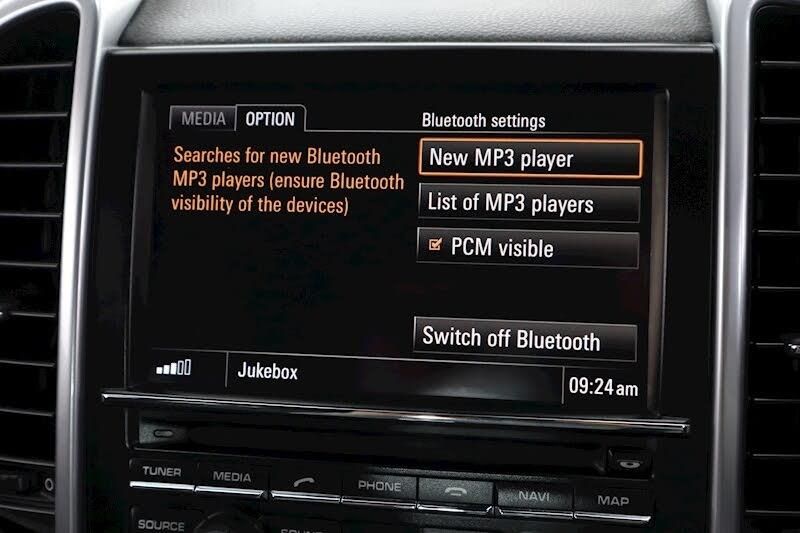 MEDIA OPTION
Bluetooth settings
Searches for new Bluetooth
MP3 players (ensure Bluetooth
visibility of the devices)
New MP3 player
List of MP3 players
PCM visible
Switch off Bluetooth
Jukebox
09:24 am
TUNER MEDIA PHONE NAVI MAP
SOURCE